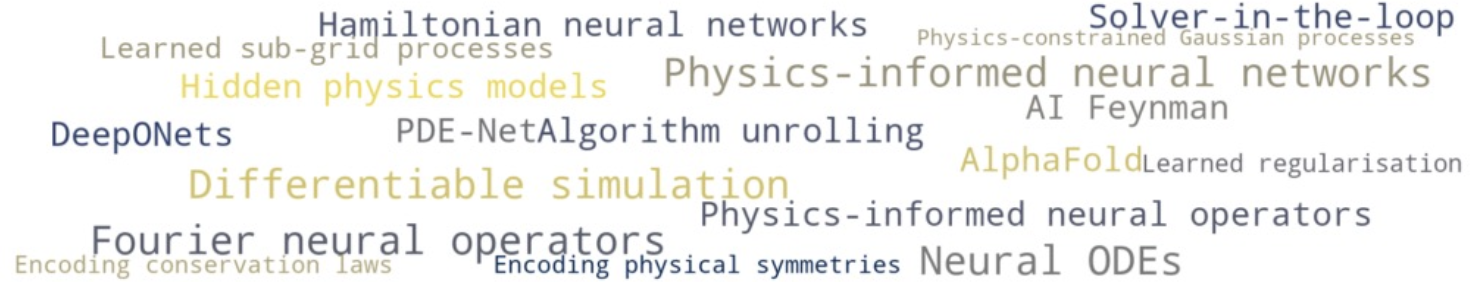 Hamiltonian neural networks
Solver-in-the-loop
Learned sub-grid processes
Physics-constrained Gaussian processes
Hidden physics models
Physics-informed neural networks
AI Feynman
DeepONets
PDE-Net
Algorithm unrolling
AlphaFold
Learned regularisation
Differentiable simulation
Physics-informed neural operators
Fourier neural operators
Encoding conservation laws
Encoding physical symmetries
Neural ODEs